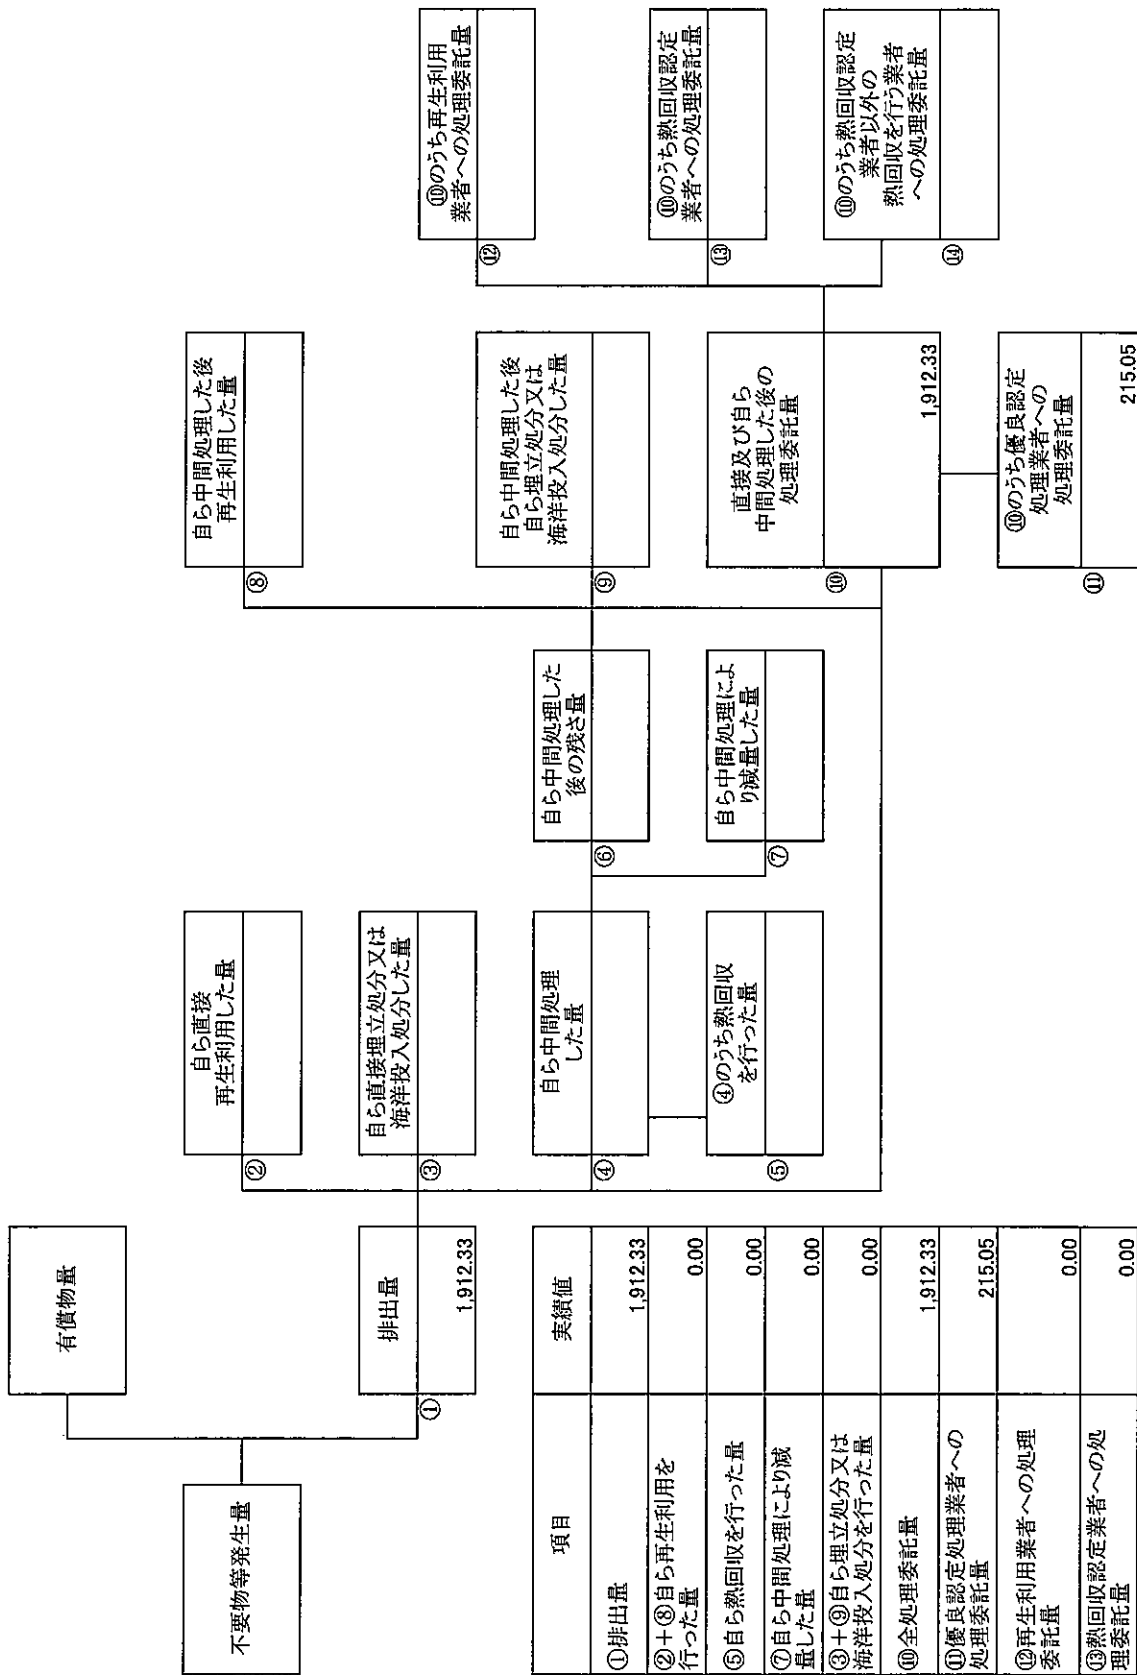 不要物等発生量
有償物量
排出量
①
1,912.33
自ら直接
再生利用した量
②
自ら直接埋立処分又は
海洋投入処分した量
③
自ら中間処理
した量
④
④のうち熱回収
を行った量
⑤
自ら中間処理した
後の残さ量
⑥
自ら中間処理によ
り減量した量
⑦
自ら中間処理した後
再生利用した量
⑧
自ら中間処理した後
自ら埋立処分又は
海洋投入処分した量
⑨
直接及び自ら
中間処理した後の
処理委託量
⑩
1,912.33
⑩のうち優良認定
処理業者への
処理委託量
⑪
215.05
⑩のうち再生利用
業者への処理委託量
⑫
⑩のうち熱回収認定
業者への処理委託量
⑬
⑩のうち熱回収認定
業者以外の
熱回収を行う業者
への処理委託量
⑭
項目 実績値
①排出量 1,912.33
②+⑧自ら再生利用を
行った量 0.00
⑤自ら熱回収を行った量 0.00
⑦自ら中間処理により減
量した量 0.00
③+⑨自ら埋立処分又は
海洋投入処分を行った量 0.00
⑩全処理委託量 1,912.33
⑪優良認定処理業者への
処理委託量 215.05
⑫再生利用業者への処理
委託量 0.00
⑬熱回収認定業者への処
理委託量 0.00